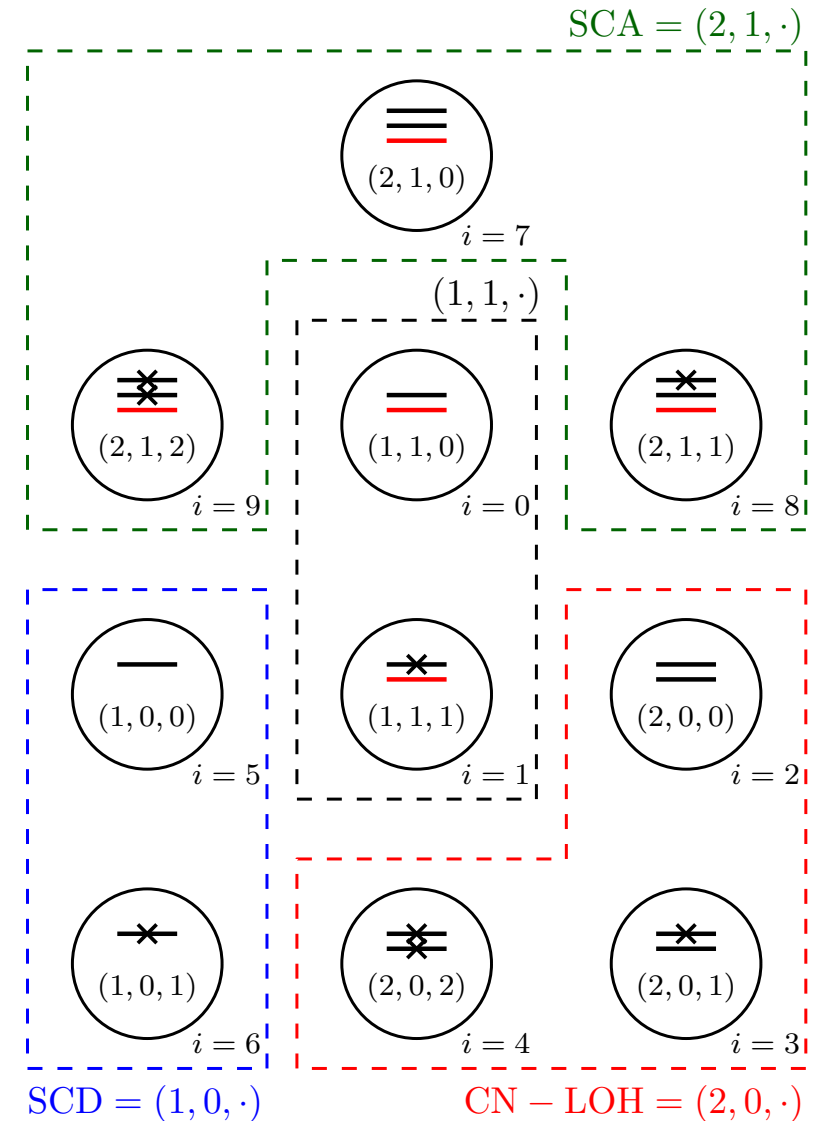 SCA = (2, 1, ·)
(2, 1, 0)
i = 7
(1, 1, ·)
(2, 1, 2)
i = 9
(1, 1, 0)
i = 0
(2, 1, 1)
i = 8
(1, 0, 0)
i = 5
(1, 1, 1)
i = 1
(2, 0, 0)
i = 2
(1, 0, 1)
i = 6
(2, 0, 2)
i = 4
(2, 0, 1)
i = 3
SCD = (1, 0, ·)
CN − LOH = (2, 0, ·)